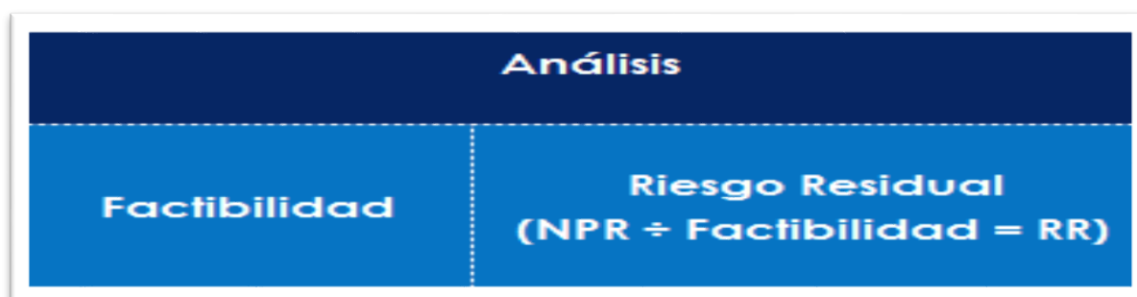 Análisis
Factibilidad
Riesgo Residual
(NPR ÷ Factibilidad = RR)